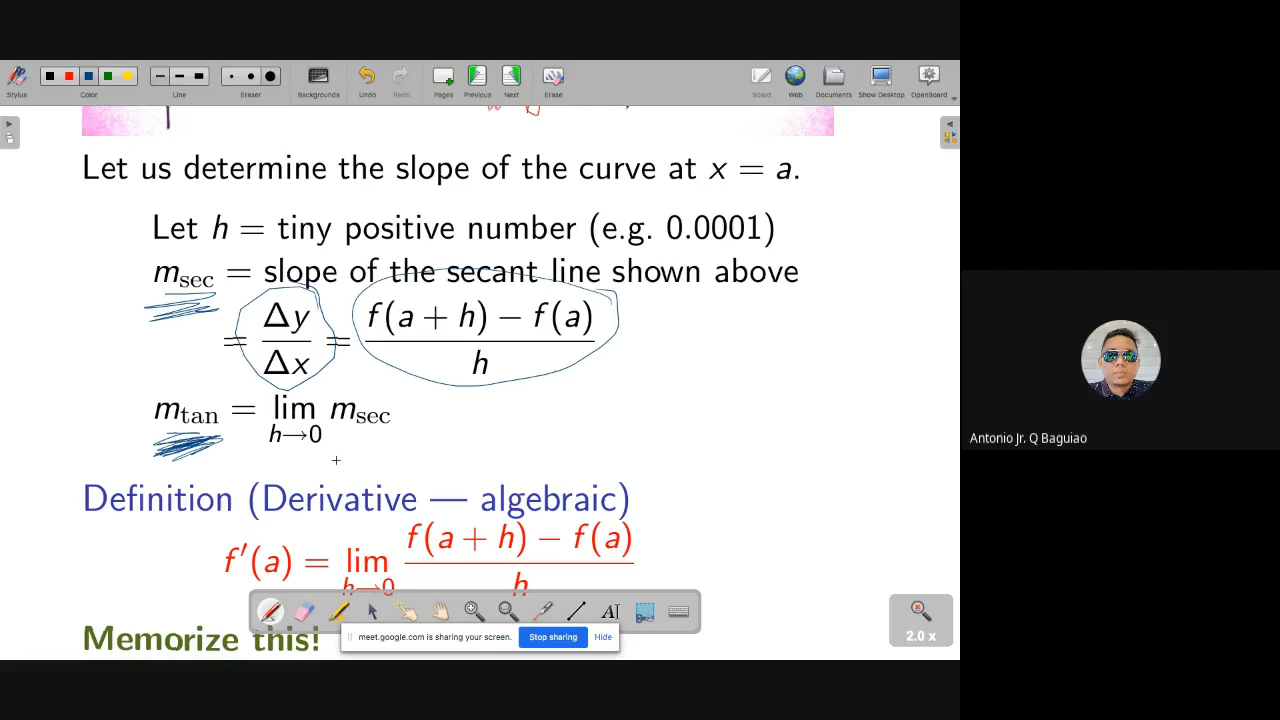 Stylus Color Line Eraser Backgrounds Undo Redo Pages Previous Next Erase Board Web Documents Show Desktop OpenBoard
Let us determine the slope of the curve at x = a.
Let h = tiny positive number (e.g. 0.0001)
m_sec = slope of the secant line shown above
= Δy/Δx = (f(a + h) − f(a))/h
m_tan = lim_{h→0} m_sec
Definition (Derivative — algebraic)
f′(a) = lim_{h→0} (f(a + h) − f(a))/h
Memorize this!
meet.google.com is sharing your screen. Stop sharing Hide
2.0 x
Antonio Jr. Q Baguiao